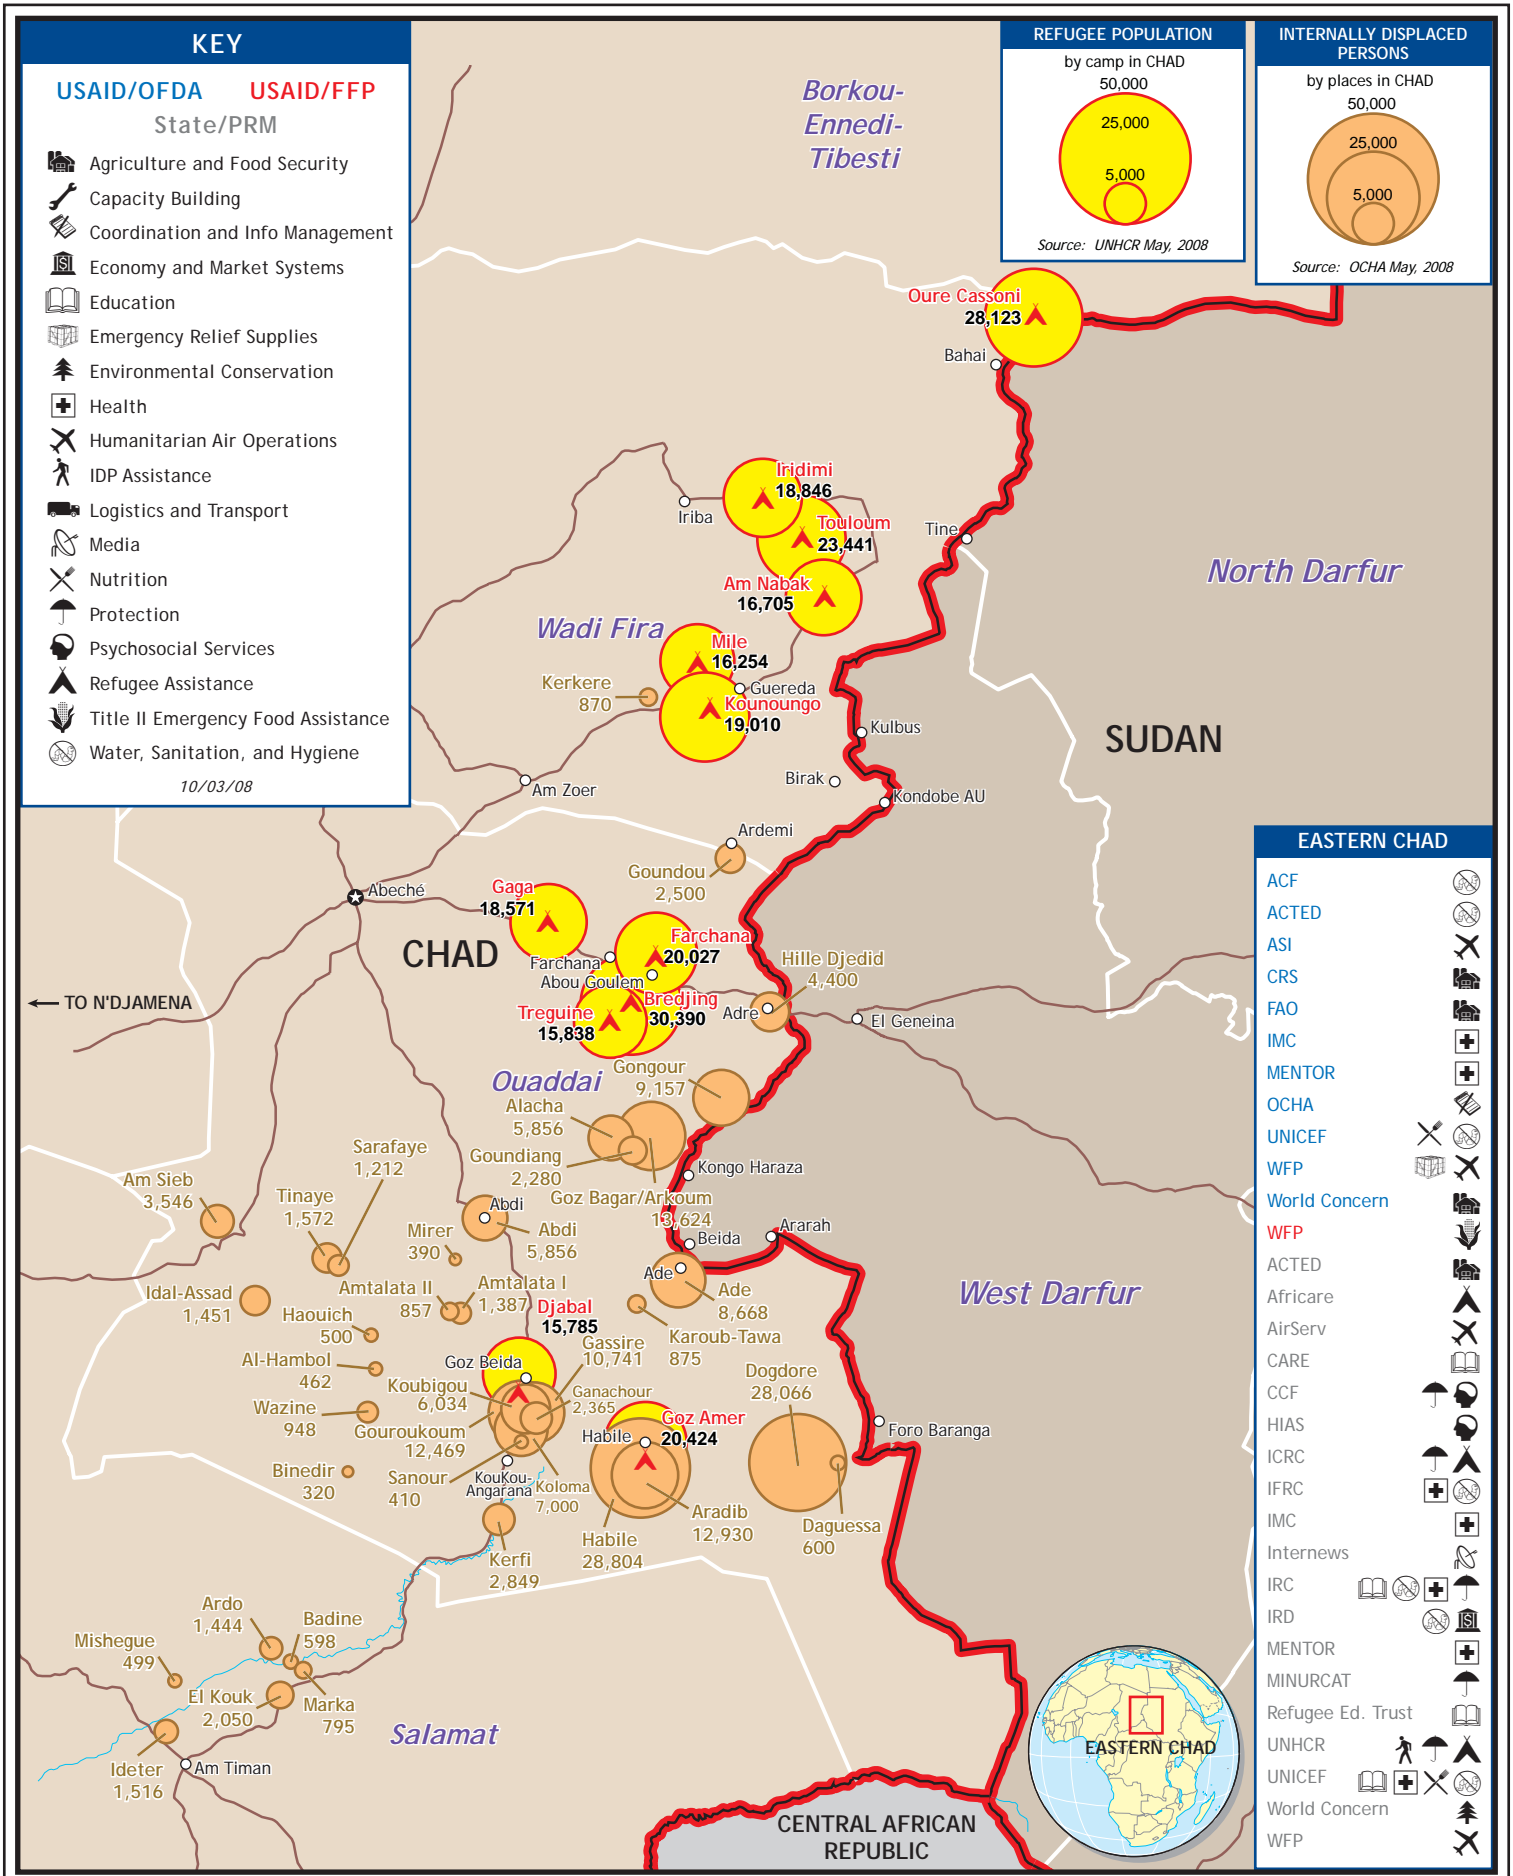 KEY
USAID/OFDA USAID/FFP
State/PRM
Agriculture and Food Security
Capacity Building
Coordination and Info Management
Economy and Market Systems
Education
Emergency Relief Supplies
Environmental Conservation
Health
Humanitarian Air Operations
IDP Assistance
Logistics and Transport
Media
Nutrition
Protection
Psychosocial Services
Refugee Assistance
Title II Emergency Food Assistance
Water, Sanitation, and Hygiene
10/03/08
REFUGEE POPULATION
by camp in CHAD
50,000
25,000
5,000
Source: UNHCR May, 2008
INTERNALLY DISPLACED
PERSONS
by places in CHAD
50,000
25,000
5,000
Source: OCHA May, 2008
Borkou-
Ennedi-
Tibesti
Oure Cassoni
28,123
Bahai
Iridimi
18,846
Iriba
Touloum
23,441
Tine
Am Nabak
16,705
North Darfur
Wadi Fira
Mile
16,254
Kerkere
870
Guereda
Kounoungo
19,010
Kulbus
SUDAN
Birak
Am Zoer
Kondobe AU
Ardemi
Goundou
2,500
Abeché
Gaga
18,571
CHAD
Farchana
20,027
Farchana
Abou Goulem
Hille Djedid
4,400
TO N'DJAMENA
Bredjing
30,390
Treguine
15,838
Adre
El Geneina
Ouaddai
Gongour
9,157
Alacha
5,856
Goundiang
2,280
Kongo Haraza
Goz Bagar/Arkoum
13,624
Sarafaye
1,212
Am Sieb
3,546
Tinaye
1,572
Abdi
Mirer
390
Abdi
5,856
Beida
Ararah
Ade
Ade
8,668
West Darfur
Idal-Assad
1,451
Amtalata II
857
Amtalata I
1,387
Haouich
500
Djabal
15,785
Karoub-Tawa
875
Al-Hambol
462
Goz Beida
Gassire
10,741
Dogdore
28,066
Koubigou
6,034
Ganachour
2,365
Wazine
948
Gouroukoum
12,469
Goz Amer
20,424
Habile
Foro Baranga
Binedir
320
Sanour
410
KouKou-
Angarana
Koloma
7,000
Aradib
12,930
Daguessa
600
Habile
28,804
Kerfi
2,849
Ardo
1,444
Badine
598
Mishegue
499
El Kouk
2,050
Marka
795
Salamat
Ideter
1,516
Am Timan
CENTRAL AFRICAN
REPUBLIC
EASTERN CHAD
EASTERN CHAD
ACF
ACTED
ASI
CRS
FAO
IMC
MENTOR
OCHA
UNICEF
WFP
World Concern
WFP
ACTED
Africare
AirServ
CARE
CCF
HIAS
ICRC
IFRC
IMC
Internews
IRC
IRD
MENTOR
MINURCAT
Refugee Ed. Trust
UNHCR
UNICEF
World Concern
WFP